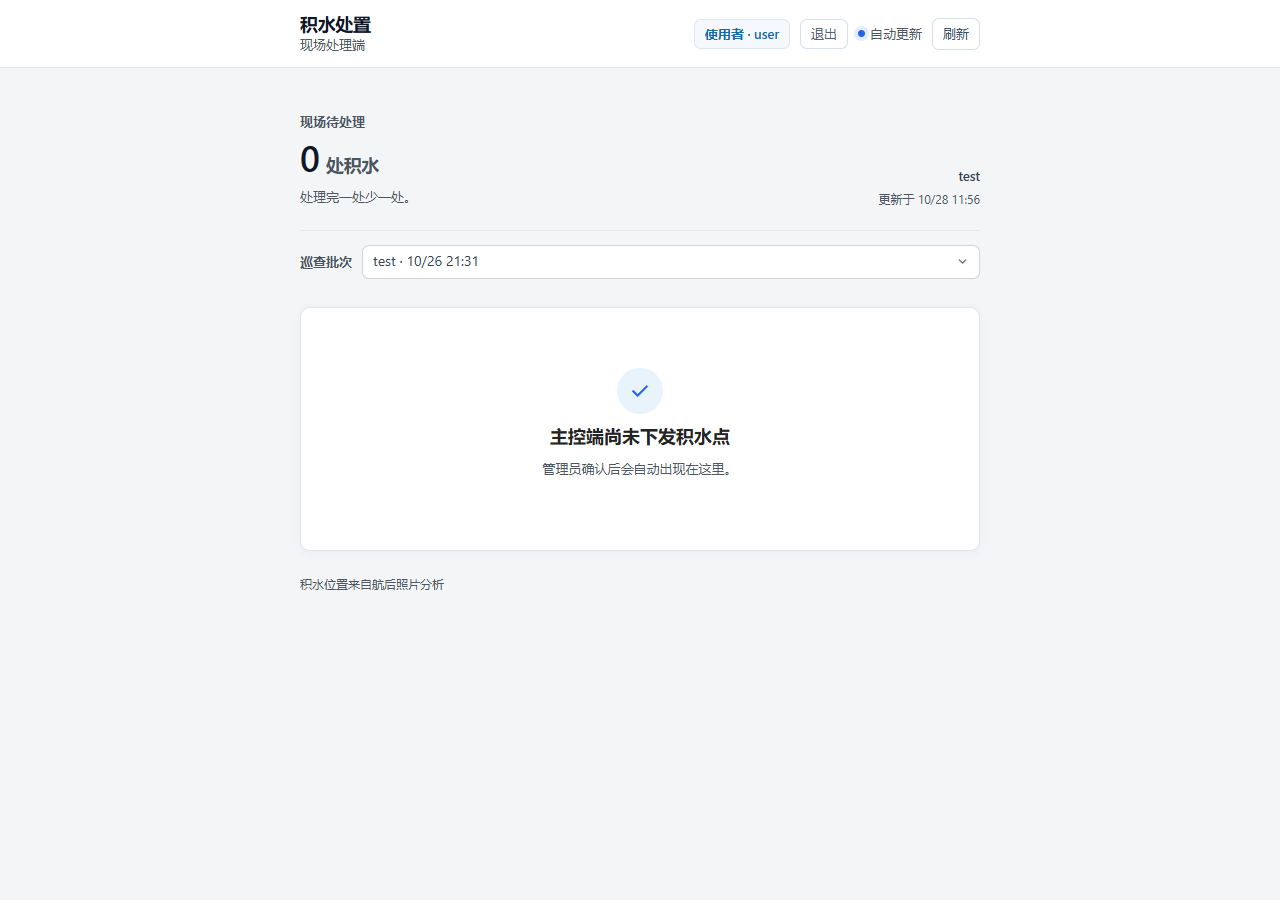 积水处置
现场处理端
使用者 · user
退出
自动更新
刷新
现场待处理
0 处积水
处理完一处少一处。
test
更新于 10/28 11:56
巡查批次
test · 10/26 21:31
主控端尚未下发积水点
管理员确认后会自动出现在这里。
积水位置来自航后照片分析